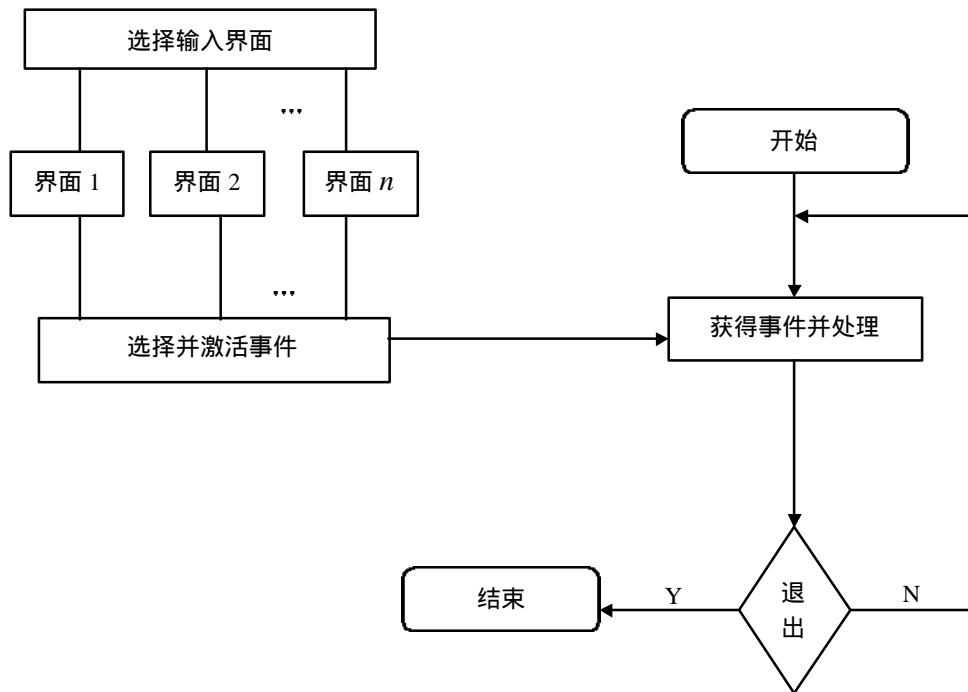 选择输入界面
...
开始
界面 1
界面 2
界面 n
...
选择并激活事件
获得事件并处理
结束
Y
退
出
N